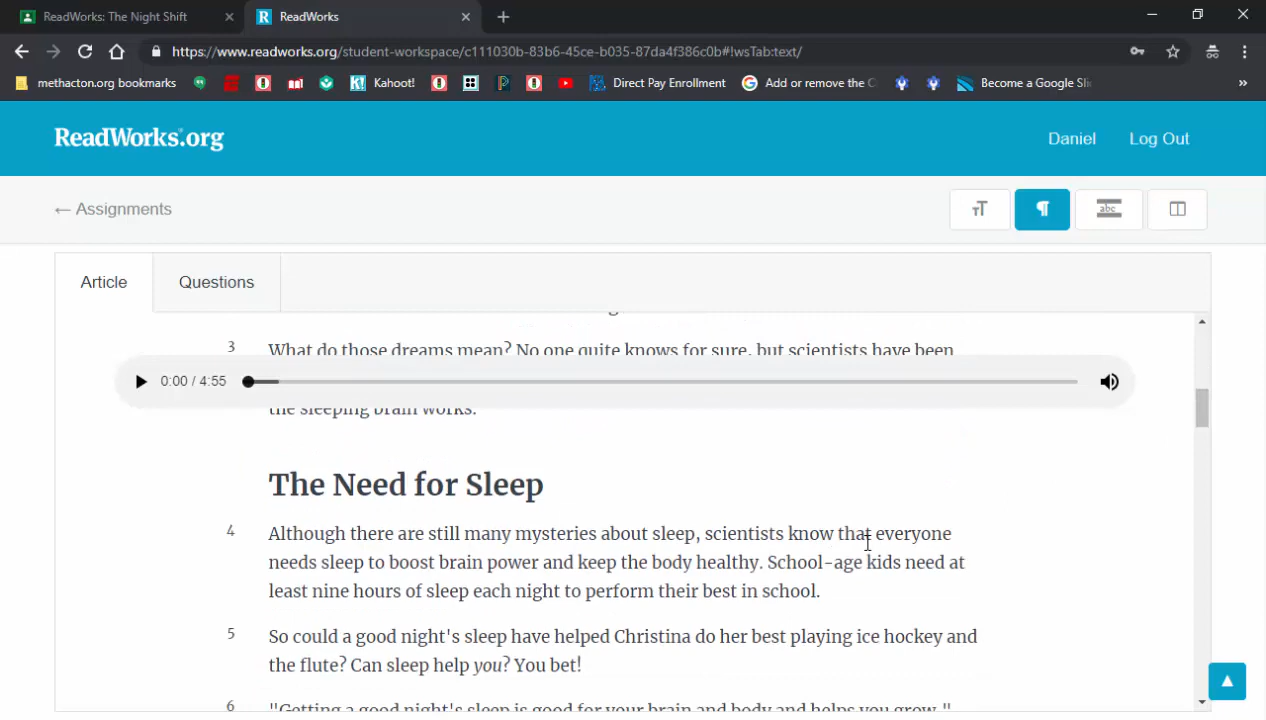 ReadWorks: The Night Shift
ReadWorks
https://www.readworks.org/student-workspace/c111030b-83b6-45ce-b035-87da4f386c0b#!wsTab:text/
methacton.org bookmarks Kahoot! Direct Pay Enrollment Add or remove the C Become a Google Sli »
ReadWorks.org
Daniel Log Out
← Assignments
TT ¶ abc
Article Questions
3 What do those dreams mean? No one quite knows for sure, but scientists have been
0:00 / 4:55
the sleeping brain works.
The Need for Sleep
4 Although there are still many mysteries about sleep, scientists know that everyone
needs sleep to boost brain power and keep the body healthy. School-age kids need at
least nine hours of sleep each night to perform their best in school.
5 So could a good night's sleep have helped Christina do her best playing ice hockey and
the flute? Can sleep help you? You bet!
6 "Getting a good night's sleep is good for your brain and body and helps you grow,"